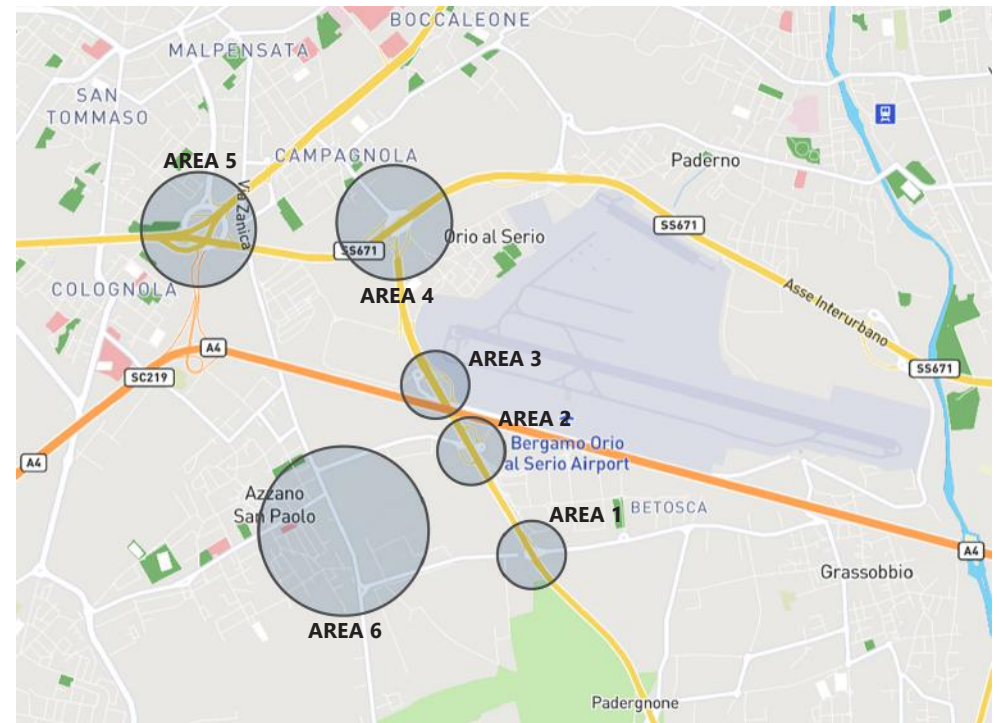 BOCCALEONE
MALPENSATA
SAN
TOMMASO
AREA 5
CAMPAGNOLA
Paderno
Via Zanica
SS671
Orio al Serio
SS671
COLOGNOLA
AREA 4
Asse Interurbano
A4
AREA 3
SS671
SC219
AREA 2
Bergamo Orio
al Serio Airport
A4
Azzano
San Paolo
AREA 1
BETOSCA
A4
Grassobbio
AREA 6
Padergnone